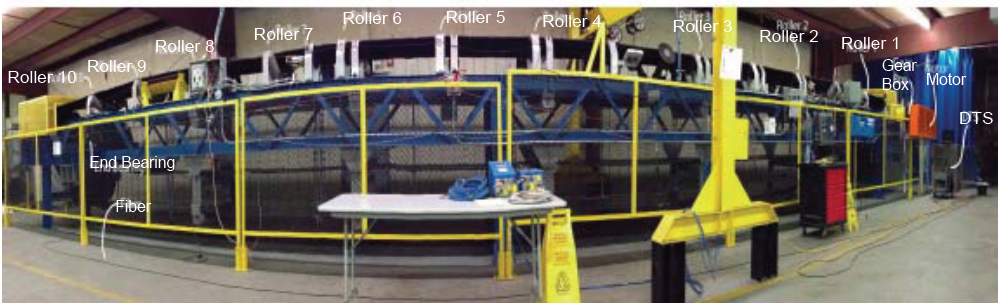 Roller 10
Roller 9
Roller 8
Roller 7
Roller 6
Roller 5
Roller 4
Roller 3
Roller 2
Roller 1
Gear
Box
Motor
DTS
End Bearing
Fiber